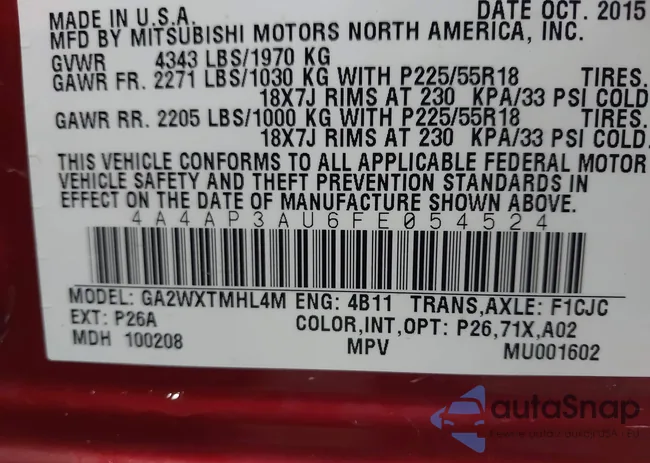 MADE IN U.S.A. DATE OCT. 2015
MFD BY MITSUBISHI MOTORS NORTH AMERICA, INC.
GVWR 4343 LBS/1970 KG
GAWR FR. 2271 LBS/1030 KG WITH P225/55R18 TIRES.
18X7J RIMS AT 230 KPA/33 PSI COLD
GAWR RR. 2205 LBS/1000 KG WITH P225/55R18 TIRES.
18X7J RIMS AT 230 KPA/33 PSI COLD.
THIS VEHICLE CONFORMS TO ALL APPLICABLE FEDERAL MOTOR
VEHICLE SAFETY AND THEFT PREVENTION STANDARDS IN
EFFECT ON THE DATE OF MANUFACTURE SHOWN ABOVE.
4A4AP3AU6FE054524
MODEL: GA2WXTMHL4M ENG: 4B11 TRANS,AXLE: F1CJC
EXT: P26A COLOR,INT,OPT: P26,71X,A02
MDH 100208 MPV MU001602
autoSnap